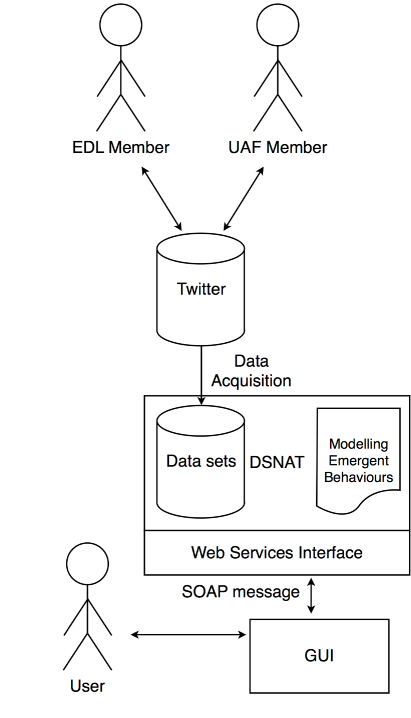 EDL Member
UAF Member
Twitter
Data
Acquisition
Data sets
DSNAT
Modelling
Emergent
Behaviours
Web Services Interface
SOAP message
GUI
User